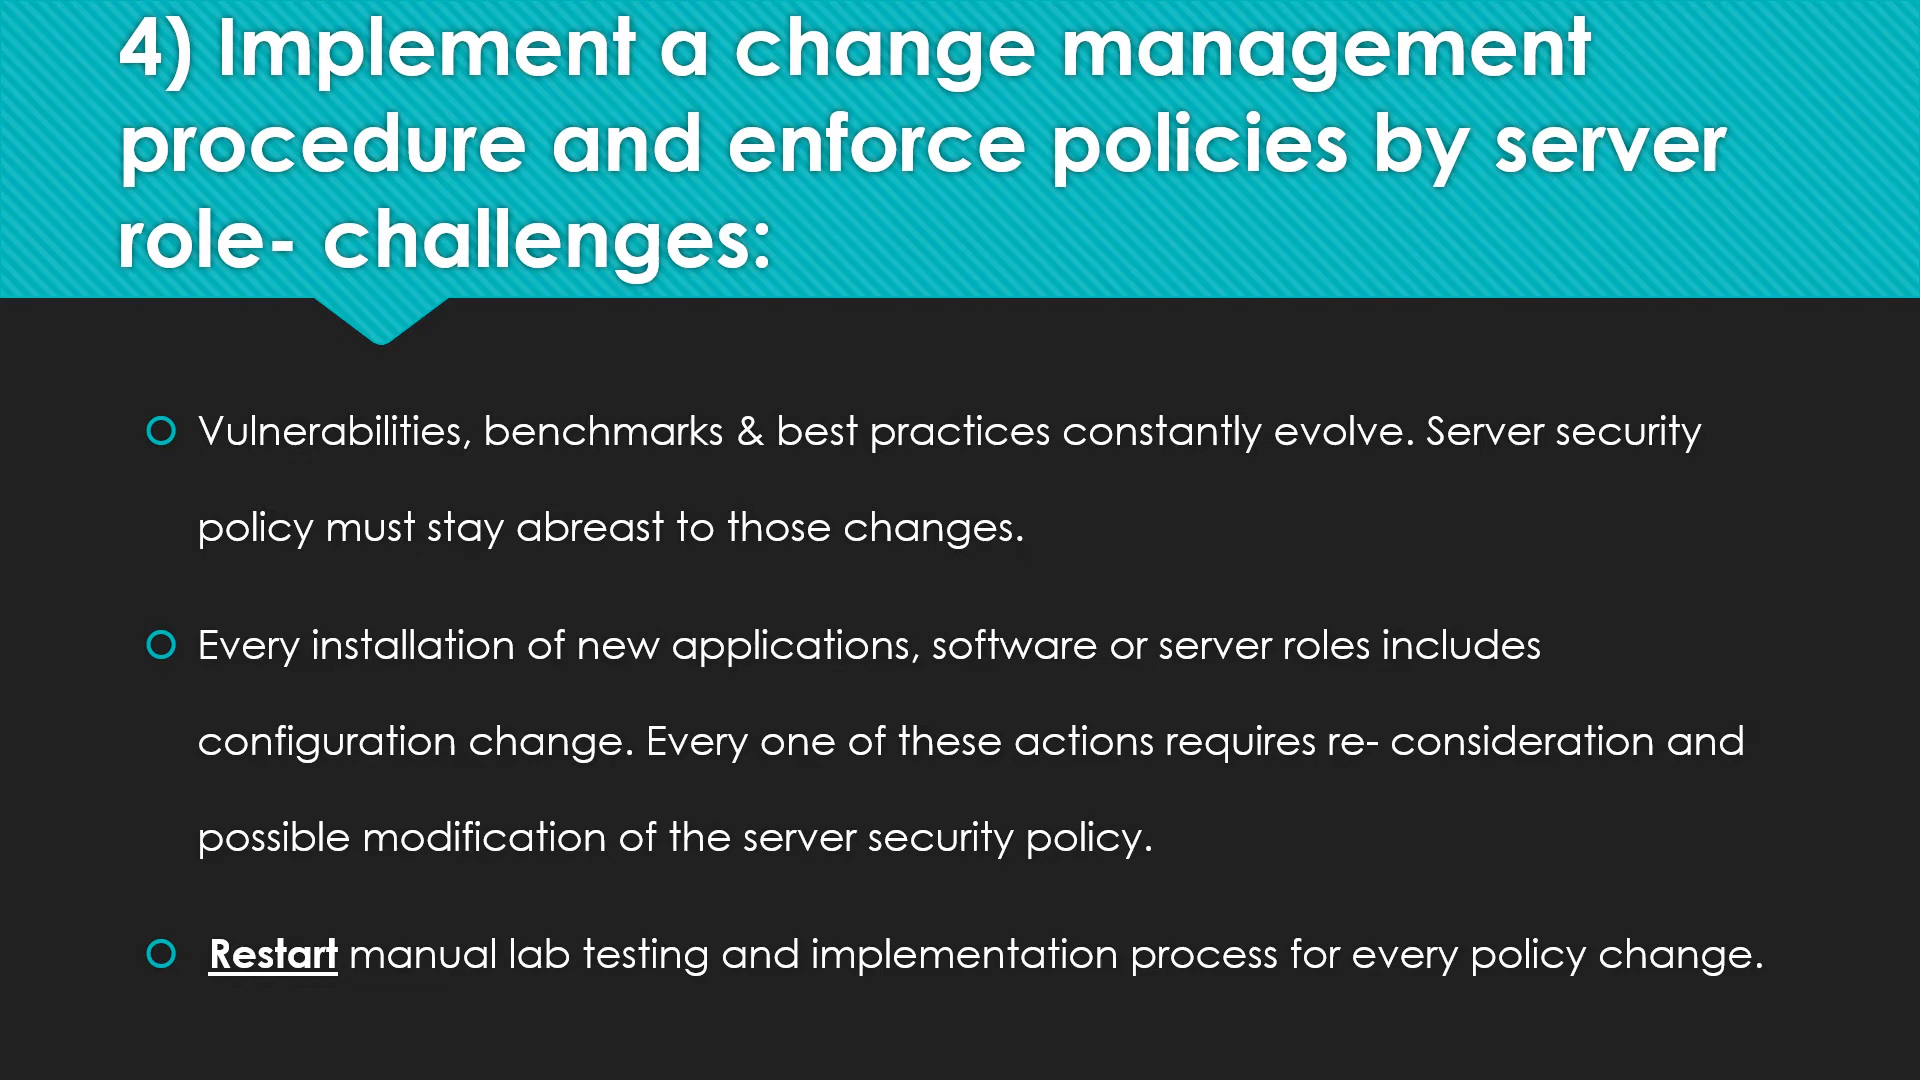 4) Implement a change management
procedure and enforce policies by server
role- challenges:
Vulnerabilities, benchmarks & best practices constantly evolve. Server security
policy must stay abreast to those changes.
Every installation of new applications, software or server roles includes
configuration change. Every one of these actions requires re- consideration and
possible modification of the server security policy.
Restart manual lab testing and implementation process for every policy change.